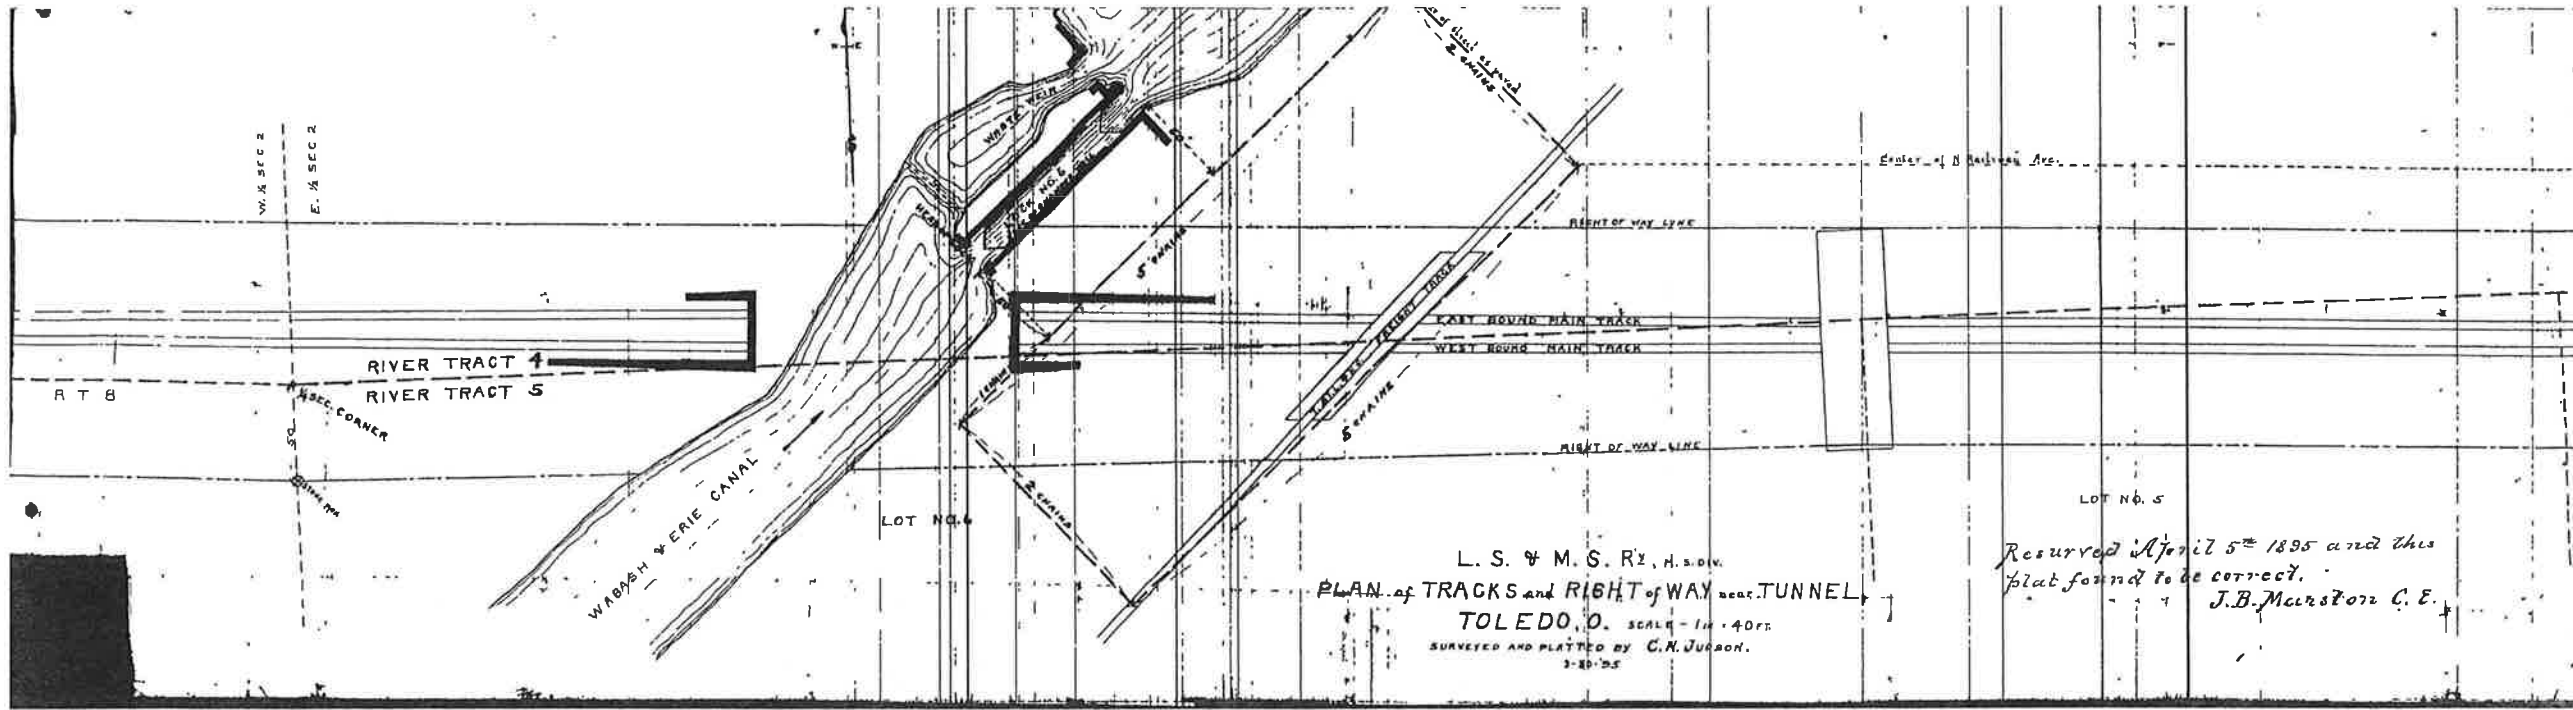 W. ½ SEC 2
E. ½ SEC 2
WASTE WEIR
LOCK NO. 6
50
2 CHAINS
Center of N Railway Ave.
RIGHT OF WAY LINE
5 CHAINS
FREIGHT TRACK
EAST BOUND MAIN TRACK
WEST BOUND MAIN TRACK
RIVER TRACT 4
RIVER TRACT 5
R T 8
¼ SEC. CORNER
50
1 CHAIN
5 CHAINS
RIGHT OF WAY LINE
WABASH & ERIE CANAL
2 CHAINS
LOT NO. 6
LOT NO. 5
L. S. & M. S. Ry, N.S. DIV.
PLAN of TRACKS and RIGHT of WAY near TUNNEL
TOLEDO, O. SCALE - 1 in = 40 FT.
SURVEYED AND PLATTED BY C. N. JUDSON.
Resurved April 5th 1895 and this
plat found to be correct.
J. B. Marston C. E.